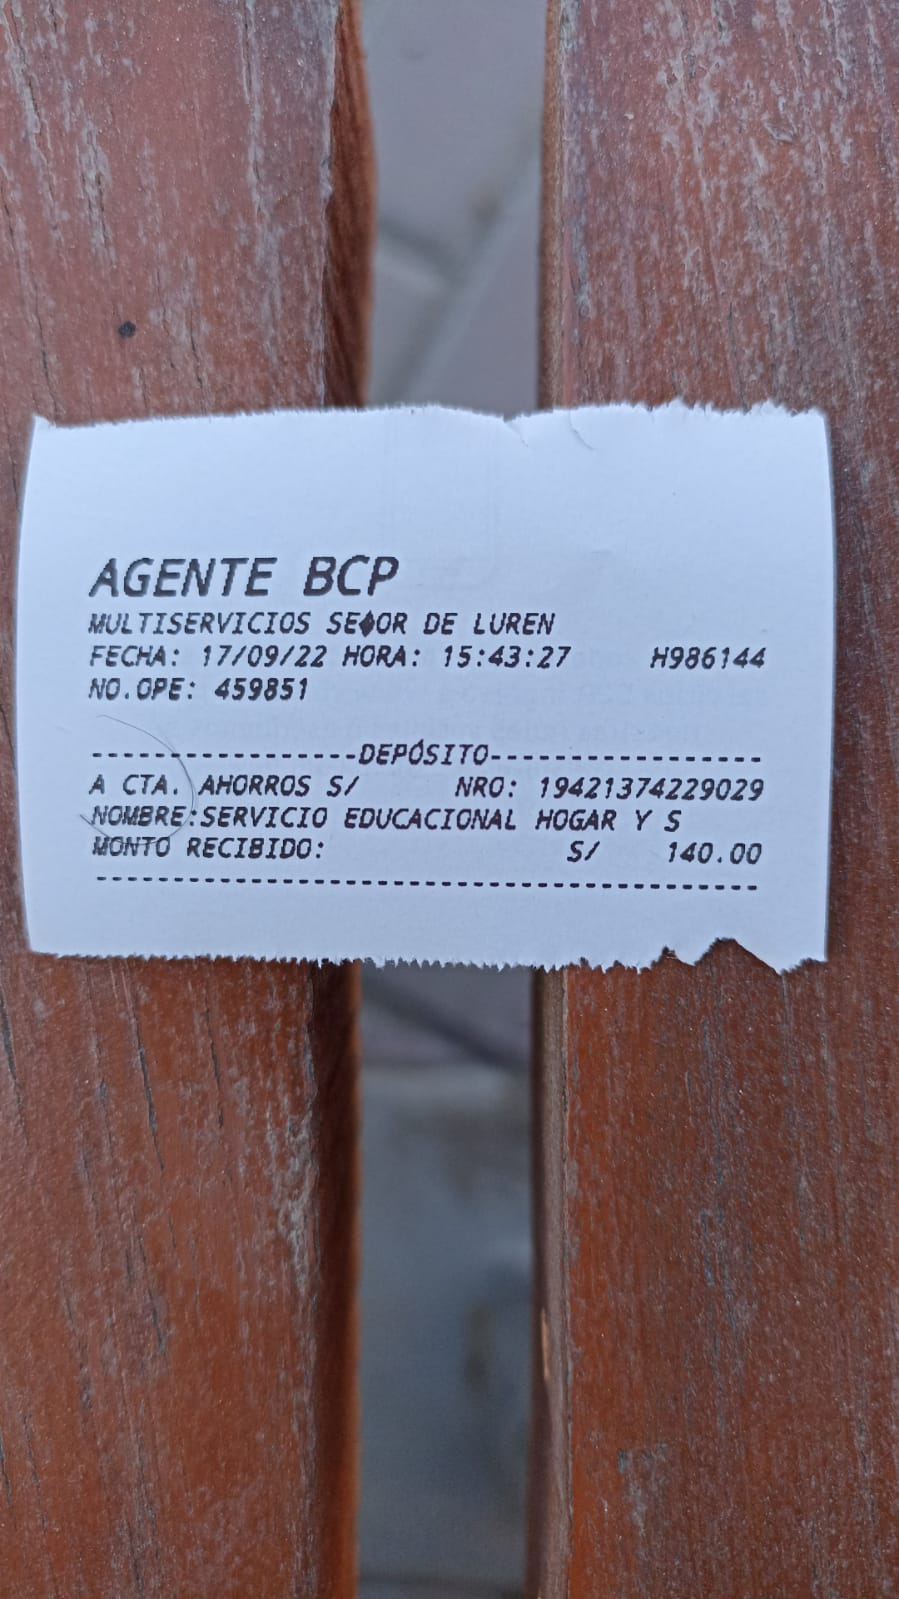 AGENTE BCP
MULTISERVICIOS SE�OR DE LUREN
FECHA: 17/09/22 HORA: 15:43:27 H986144
NO.OPE: 459851
-----------------DEPÓSITO-----------------
A CTA. AHORROS S/ NRO: 19421374229029
NOMBRE:SERVICIO EDUCACIONAL HOGAR Y S
MONTO RECIBIDO: S/ 140.00
------------------------------------------